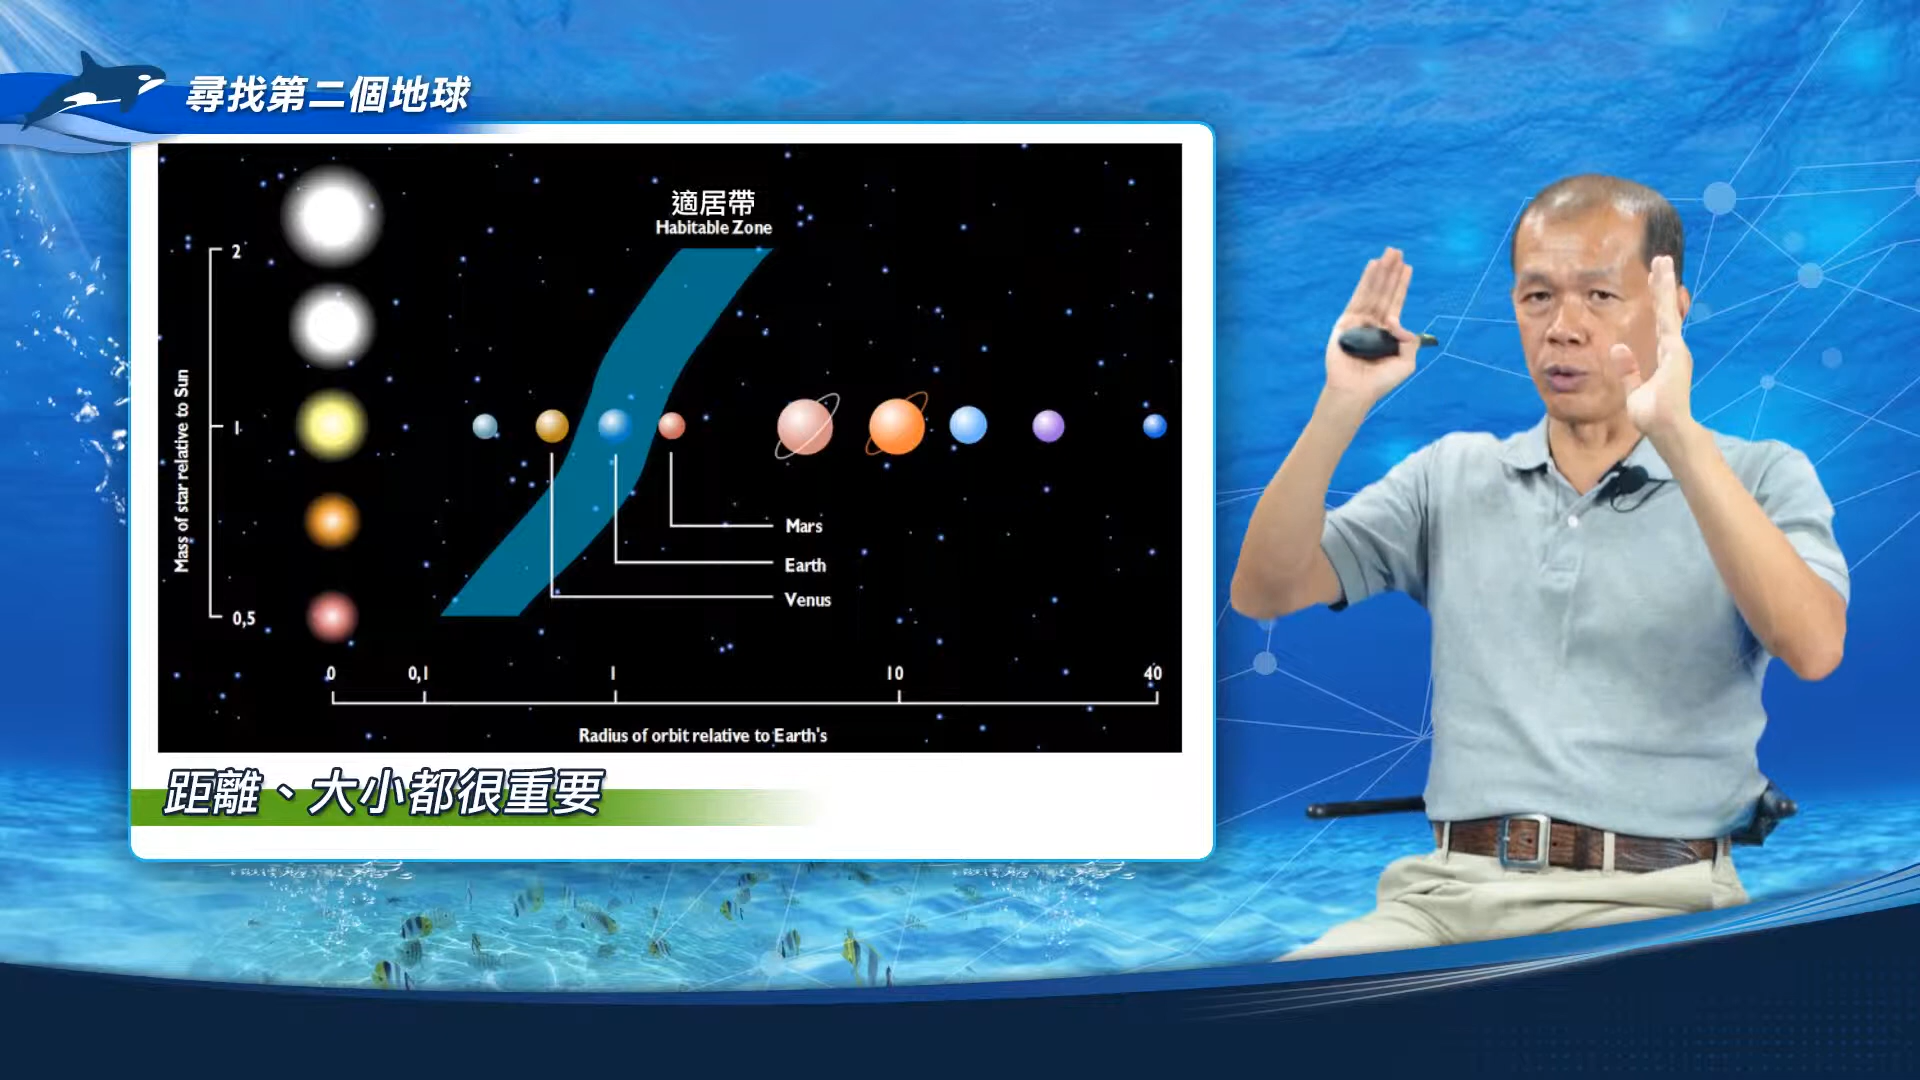 尋找第二個地球
適居帶
Habitable Zone
2
1
0,5
Mass of star relative to Sun
Mars
Earth
Venus
0
0,1
1
10
40
Radius of orbit relative to Earth's
距離、大小都很重要